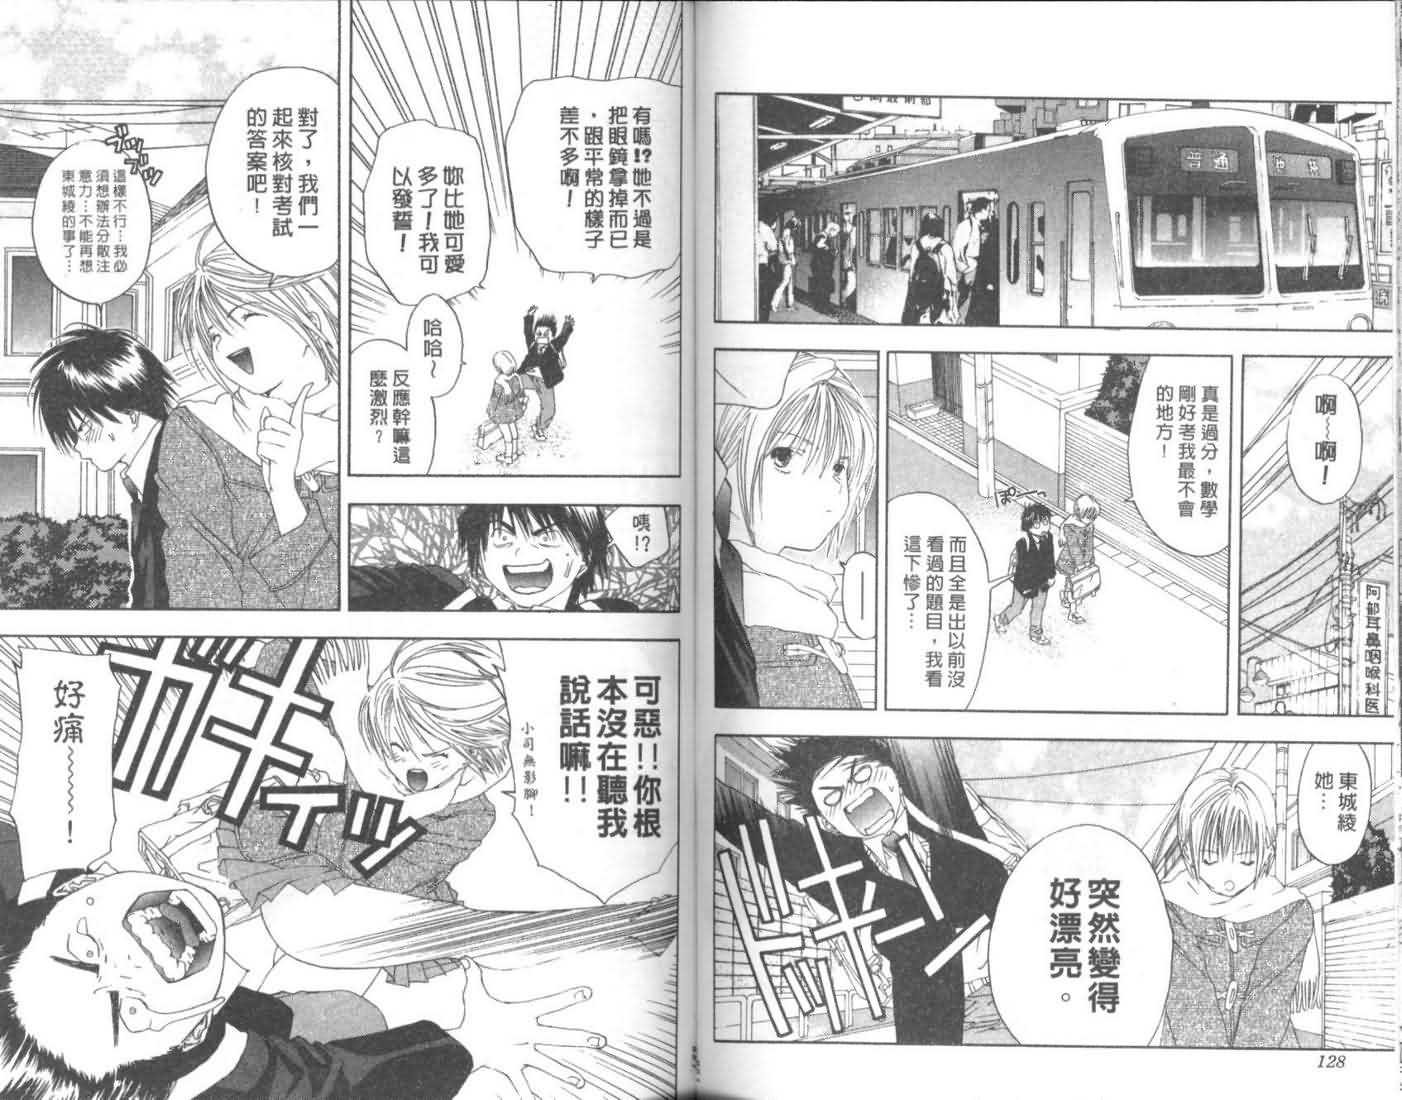 普通
啊～啊！
真是過分，數學
剛好考我最不會
的地方！
而且全是出以前沒
看過的題目，我看
這下慘了…
ぽーっ
阿部耳鼻咽喉科医
東城綾
她…
突然變得
好漂亮。
ドキーン
128
有嗎!?她不過是
把眼鏡拿掉而已
，跟平常的樣子
差不多啊！
妳比她可愛
多了！我可
以發誓！
哈哈～
反應幹嘛這
麼激烈？
對了，我們一
起來核對考試
的答案吧！
ブッブッ
這樣不行…我必
須想辦法分散注
意力…不能再想
東城綾的事了…
咦!?
可惡!!你根
本沒在聽我
說話嘛!!
小司無影腳！
ガキィッ
好痛～～～！